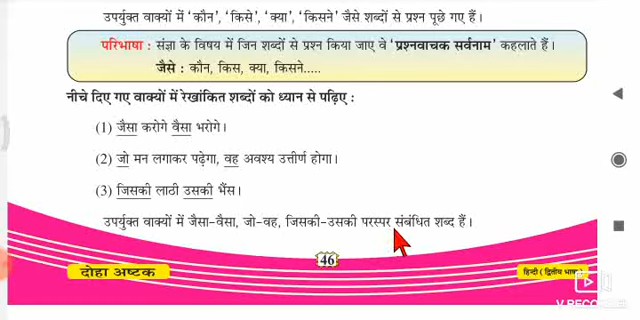 उपर्युक्त वाक्यों में ‘कौन’, ‘किसे’, ‘क्या’, ‘किसने’ जैसे शब्दों से प्रश्न पूछे गए हैं।
परिभाषा : संज्ञा के विषय में जिन शब्दों से प्रश्न किया जाए वे ‘प्रश्नवाचक सर्वनाम’ कहलाते हैं।
जैसे : कौन, किस, क्या, किसने.....
नीचे दिए गए वाक्यों में रेखांकित शब्दों को ध्यान से पढ़िए :
(1) जैसा करोगे वैसा भरोगे।
(2) जो मन लगाकर पढ़ेगा, वह अवश्य उत्तीर्ण होगा।
(3) जिसकी लाठी उसकी भैंस।
उपर्युक्त वाक्यों में जैसा-वैसा, जो-वह, जिसकी-उसकी परस्पर संबंधित शब्द हैं।
46
दोहा अष्टक
हिन्दी (द्वितीय